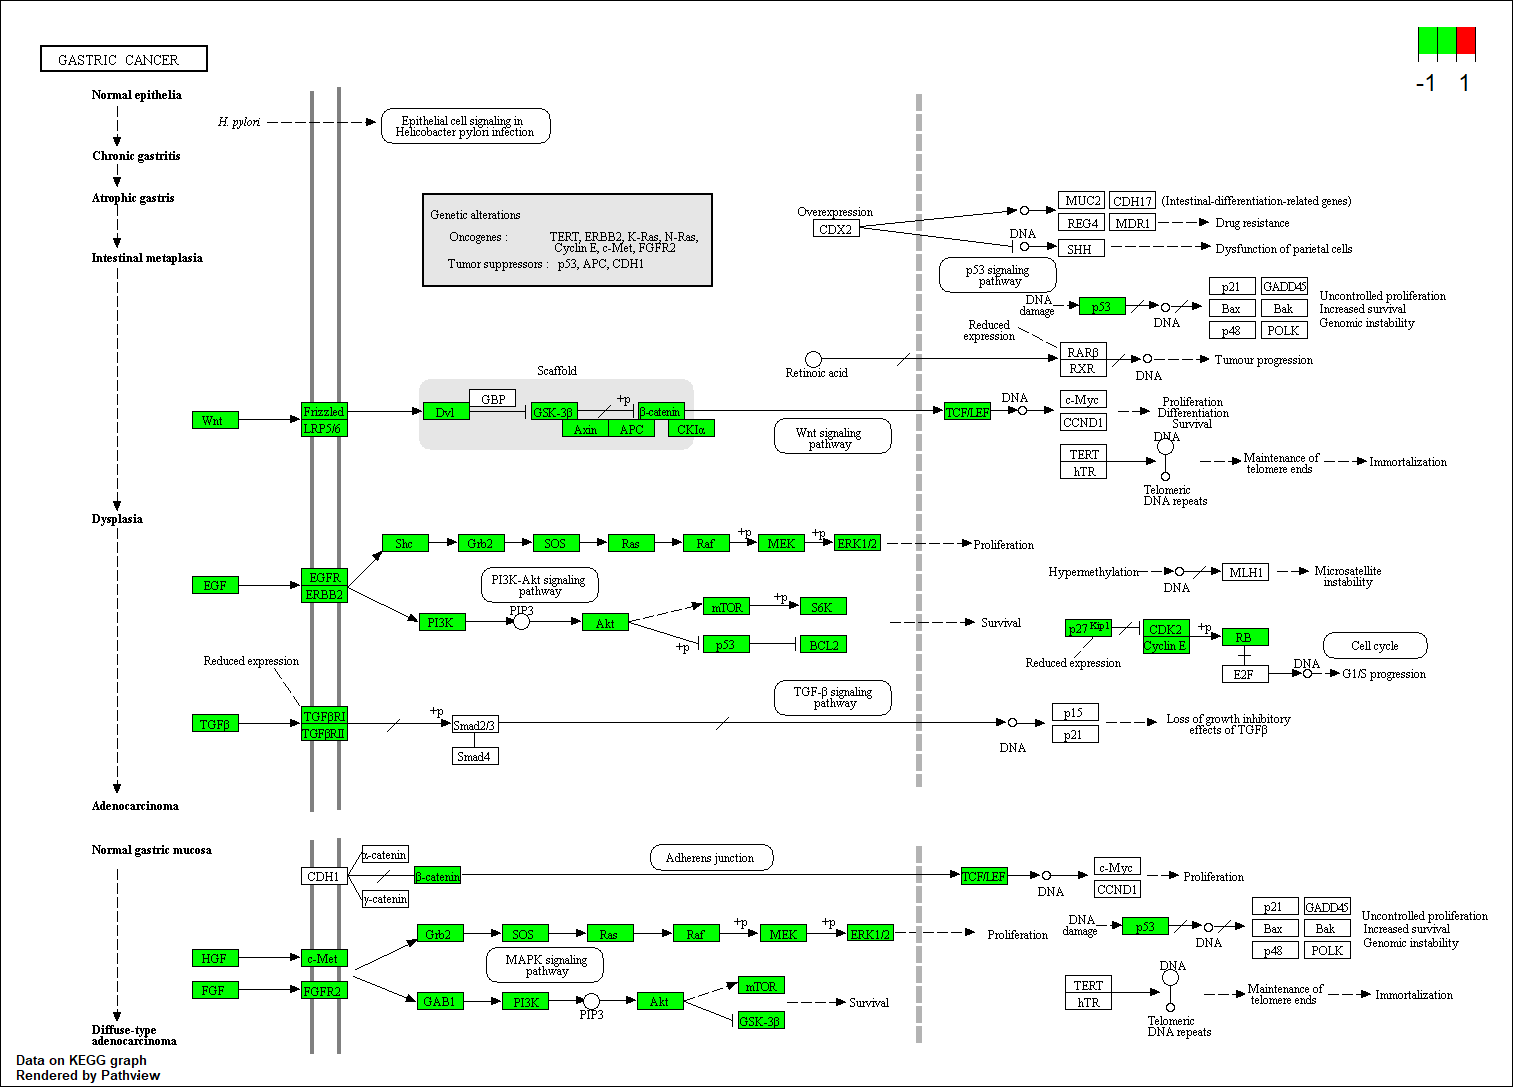 GASTRIC CANCER
-1 1
Normal epithelia
H. pylori
Epithelial cell signaling in
Helicobacter pylori infection
Chronic gastritis
Atrophic gastris
Genetic alterations
Oncogenes : TERT, ERBB2, K-Ras, N-Ras,
Cyclin E, c-Met, FGFR2
Tumor suppressors : p53, APC, CDH1
Overexpression
CDX2
MUC2 CDH17 (Intestinal-differentiation-related genes)
REG4 MDR1 Drug resistance
DNA
SHH Dysfunction of parietal cells
Intestinal metaplasia
p53 signaling
pathway
DNA
damage
p53
DNA
p21 GADD45
Bax Bak
p48 POLK
Uncontrolled proliferation
Increased survival
Genomic instability
Reduced
expression
Retinoic acid
RARβ
RXR
DNA
Tumour progression
Scaffold
Wnt
Frizzled
LRP5/6
Dvl
GBP
GSK-3β
+p
β-catenin
Axin APC CKIα
Wnt signaling
pathway
TCF/LEF
DNA
c-Myc
CCND1
Proliferation
Differentiation
Survival
TERT
hTR
DNA
Telomeric
DNA repeats
Maintenance of
telomere ends
Immortalization
Dysplasia
EGF
EGFR
ERBB2
Shc Grb2 SOS Ras Raf +p MEK +p ERK1/2
Proliferation
PI3K-Akt signaling
pathway
PI3K
PIP3
Akt
mTOR +p S6K
+p p53 BCL2
Survival
Hypermethylation
DNA
MLH1
Microsatellite
instability
p27 Kip1
Reduced expression
CDK2
Cyclin E
+p
RB
E2F
DNA
Cell cycle
G1/S progression
Reduced expression
TGFβ
TGFβRI
TGFβRII
+p
Smad2/3
Smad4
TGF-β signaling
pathway
DNA
p15
p21
Loss of growth inhibitory
effects of TGFβ
Adenocarcinoma
Normal gastric mucosa
CDH1
α-catenin
β-catenin
γ-catenin
Adherens junction
TCF/LEF
DNA
c-Myc
CCND1
Proliferation
HGF
c-Met
FGF
FGFR2
Grb2 SOS Ras Raf +p MEK +p ERK1/2
Proliferation
MAPK signaling
pathway
GAB1 PI3K
PIP3
Akt
mTOR
GSK-3β
Survival
DNA
damage
p53
DNA
p21 GADD45
Bax Bak
p48 POLK
Uncontrolled proliferation
Increased survival
Genomic instability
TERT
hTR
DNA
Telomeric
DNA repeats
Maintenance of
telomere ends
Immortalization
Diffuse-type
adenocarcinoma
Data on KEGG graph
Rendered by Pathview